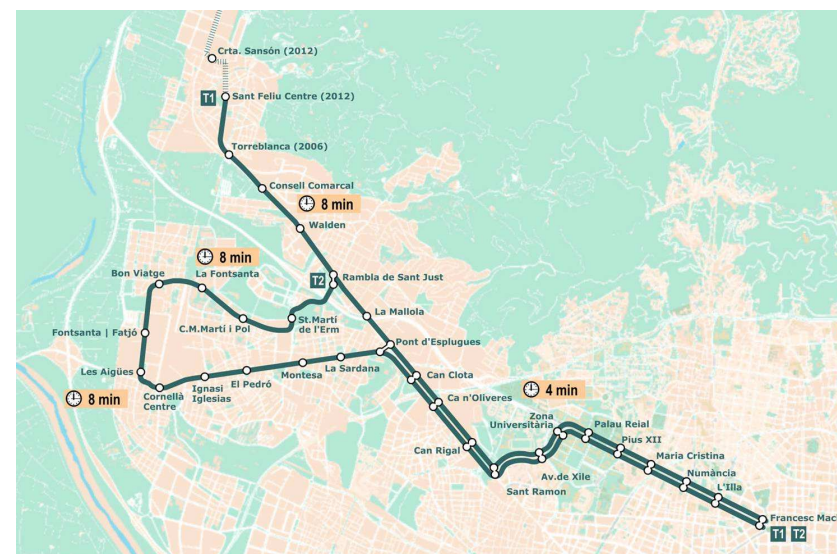 Crta. Sansón (2012)
T1
Sant Feliu Centre (2012)
Torreblanca (2006)
Consell Comarcal
8 min
Walden
8 min
Bon Viatge
La Fontsanta
T2
Rambla de Sant Just
La Mallola
C.M.Martí i Pol
St.Martí
de l'Erm
Fontsanta | Fatjó
Pont d'Esplugues
La Sardana
Montesa
El Pedró
Les Aigües
Ignasi
Iglesias
Cornellà
Centre
8 min
Can Clota
4 min
Ca n'Oliveres
Zona
Universitària
Palau Reial
Pius XII
Can Rigal
Maria Cristina
Av.de Xile
Numància
Sant Ramon
L'Illa
Francesc Mac
T1 T2